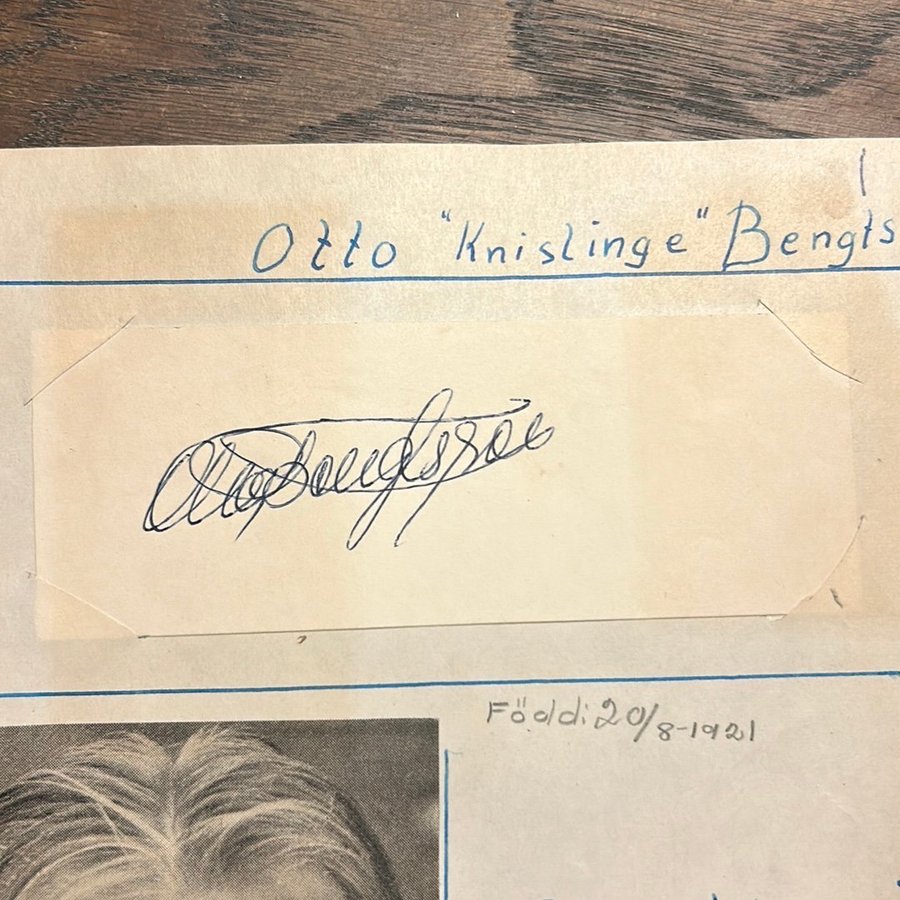 Otto "Knislinge" Bengts
Otto Bengtsson
Född: 20/8-1921